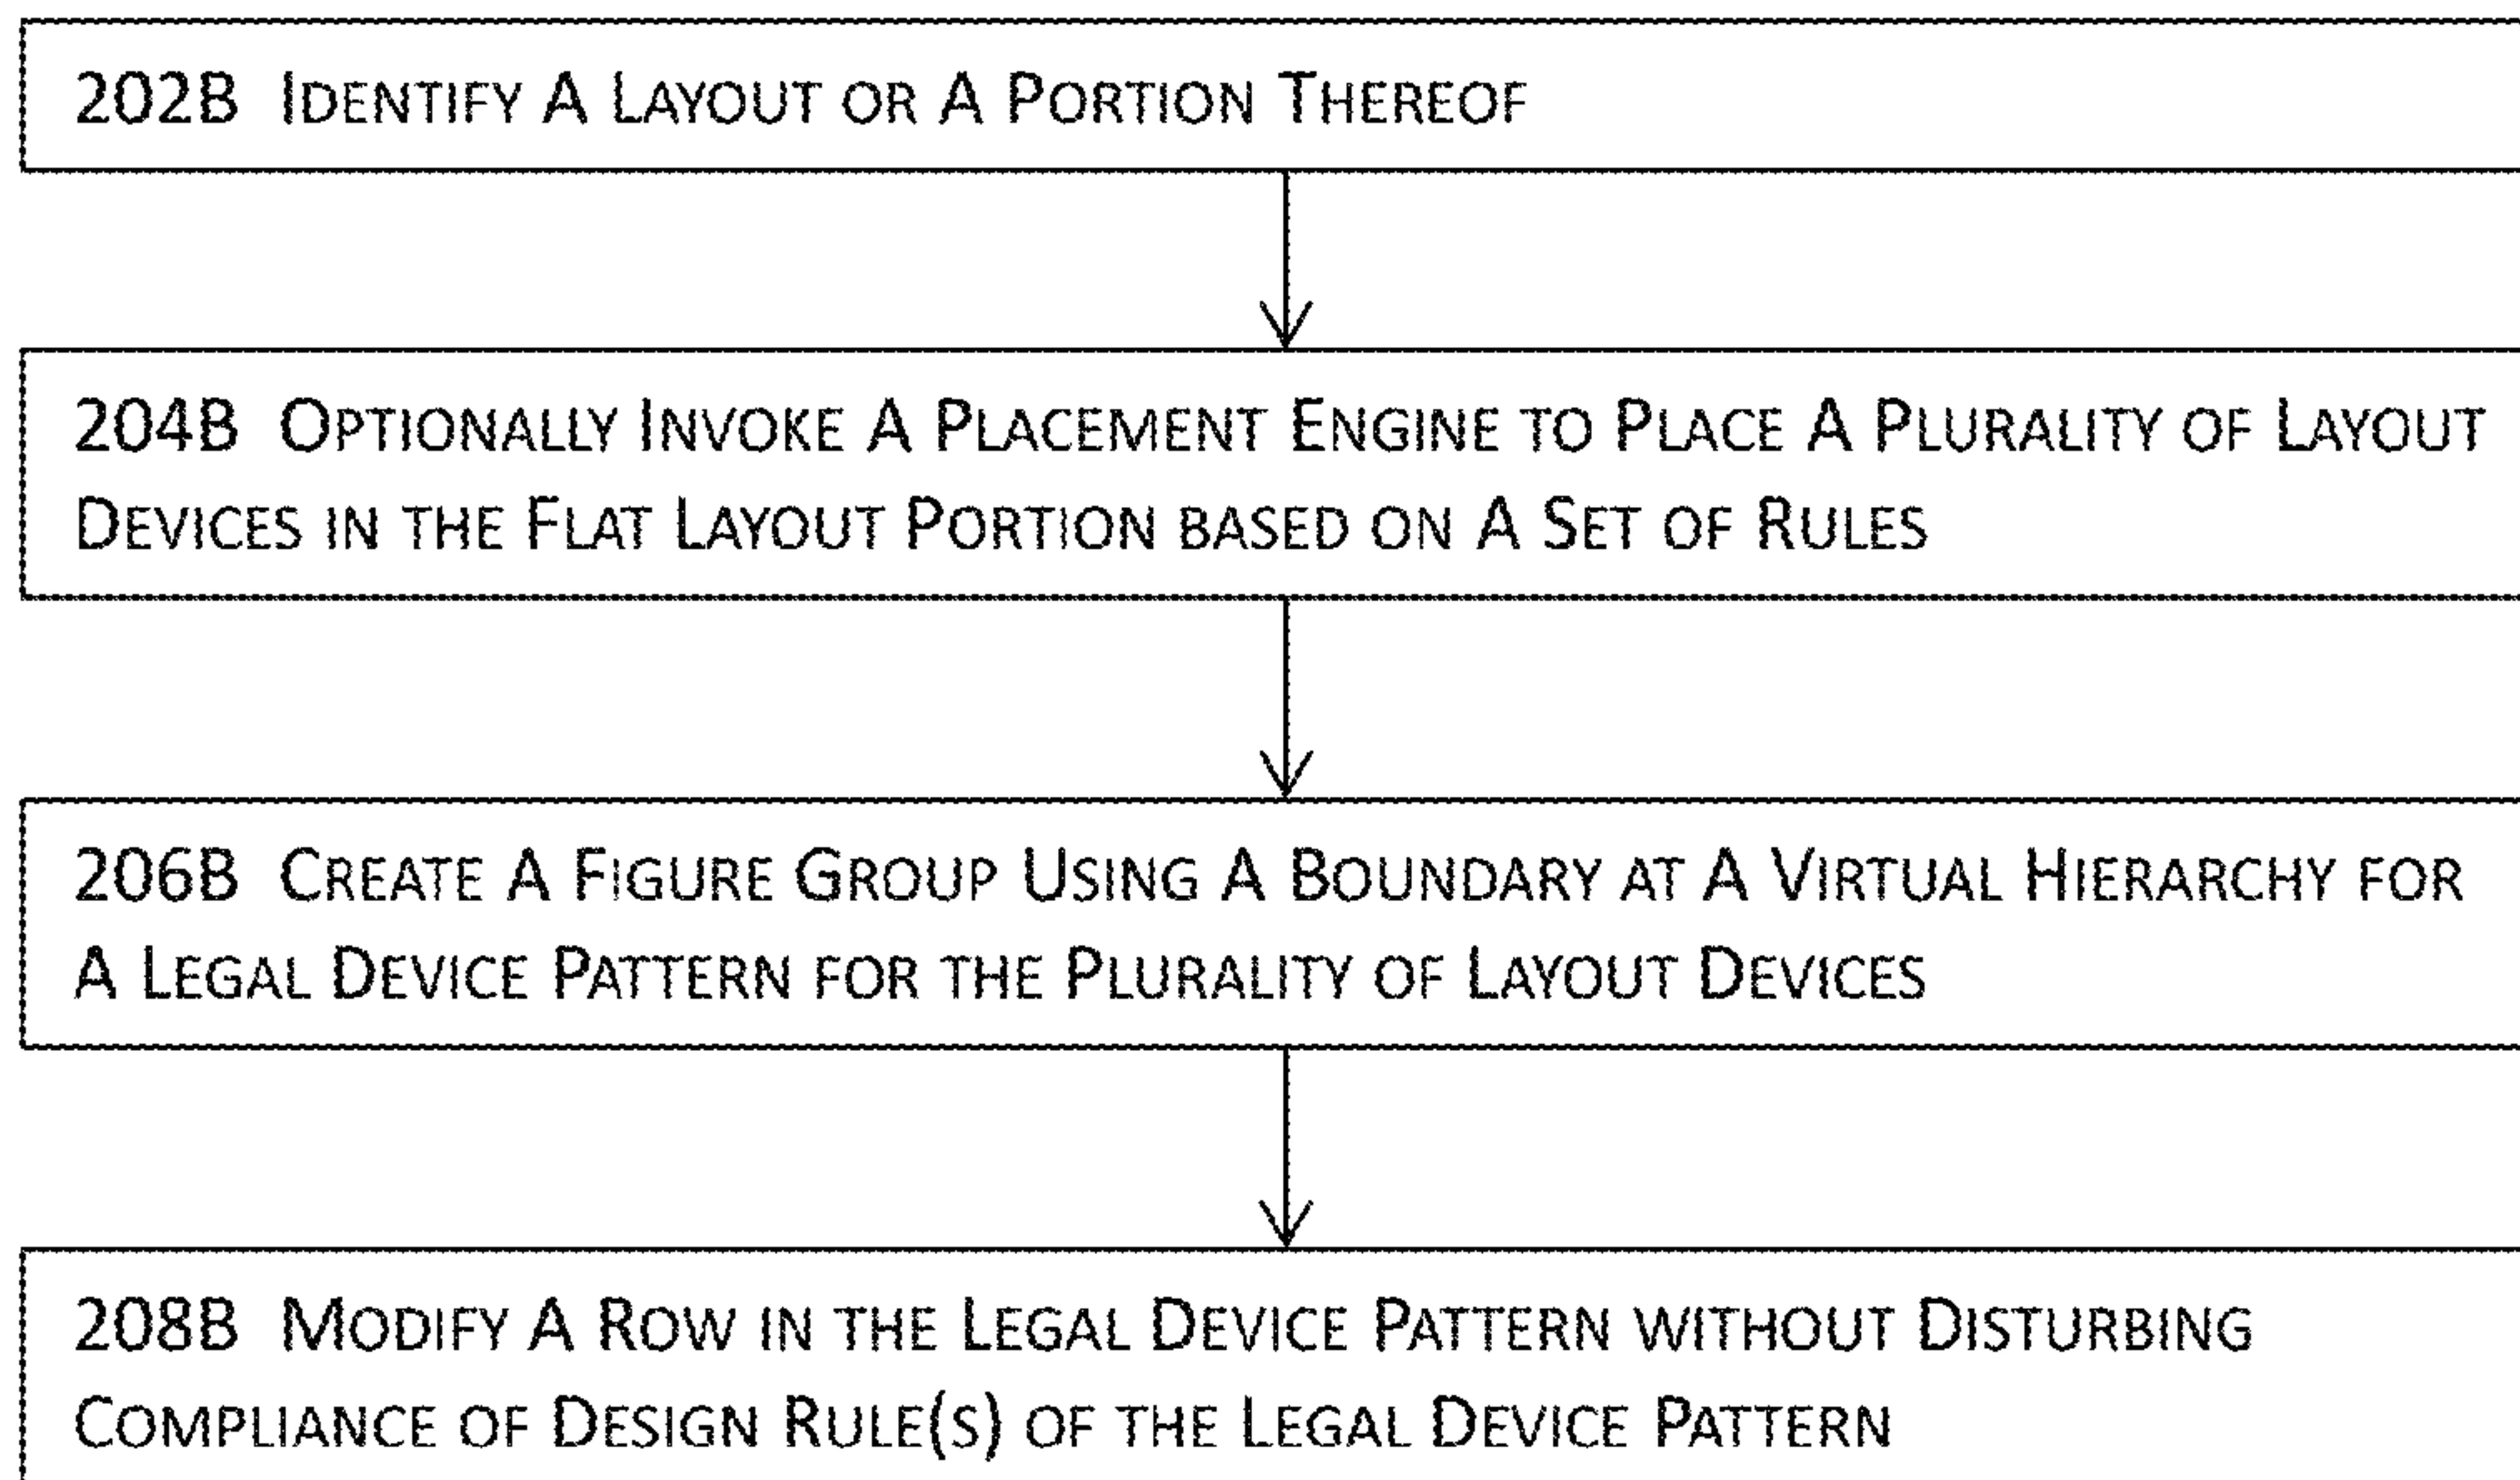 202B Identify A Layout or A Portion Thereof
204B Optionally Invoke A Placement Engine to Place A Plurality of Layout
Devices in the Flat Layout Portion based on A Set of Rules
206B Create A Figure Group Using A Boundary at A Virtual Hierarchy for
A Legal Device Pattern for the Plurality of Layout Devices
208B Modify A Row in the Legal Device Pattern without Disturbing
Compliance of Design Rule(s) of the Legal Device Pattern